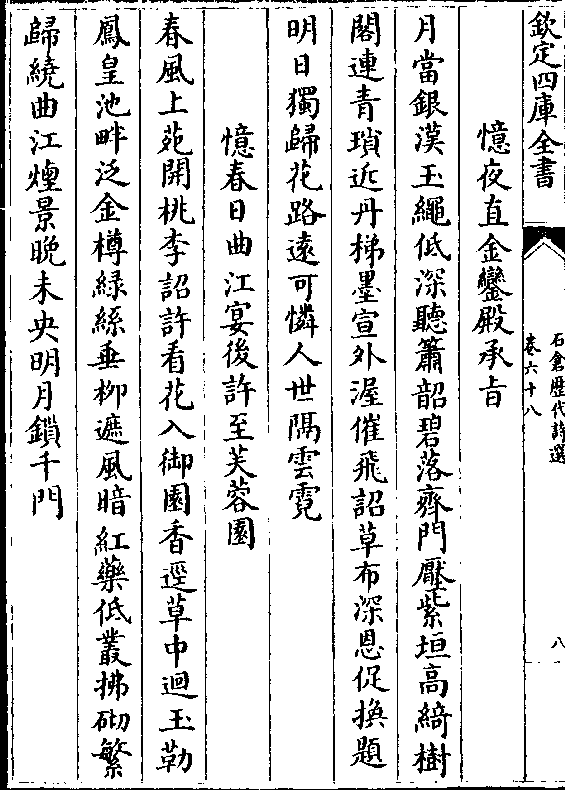 欽定四庫全書
石倉歴代詩選
卷六十八
八
憶夜直金鑾殿承旨
月當銀漢玉繩低深聽簫韶碧落齊門壓紫垣高綺樹
閣連青瑣近丹梯墨宣外渥催飛詔草布深恩促換題
明日獨歸花路遠可憐人世隔雲霓
憶春日曲江宴後許至芙蓉園
春風上苑開桃李詔許看花入御園香逕草中迴玉勒
鳳皇池畔泛金樽緑絲垂柳遮風暗紅藥低叢拂砌繁
歸繞曲江煙景晚未央明月鎖千門